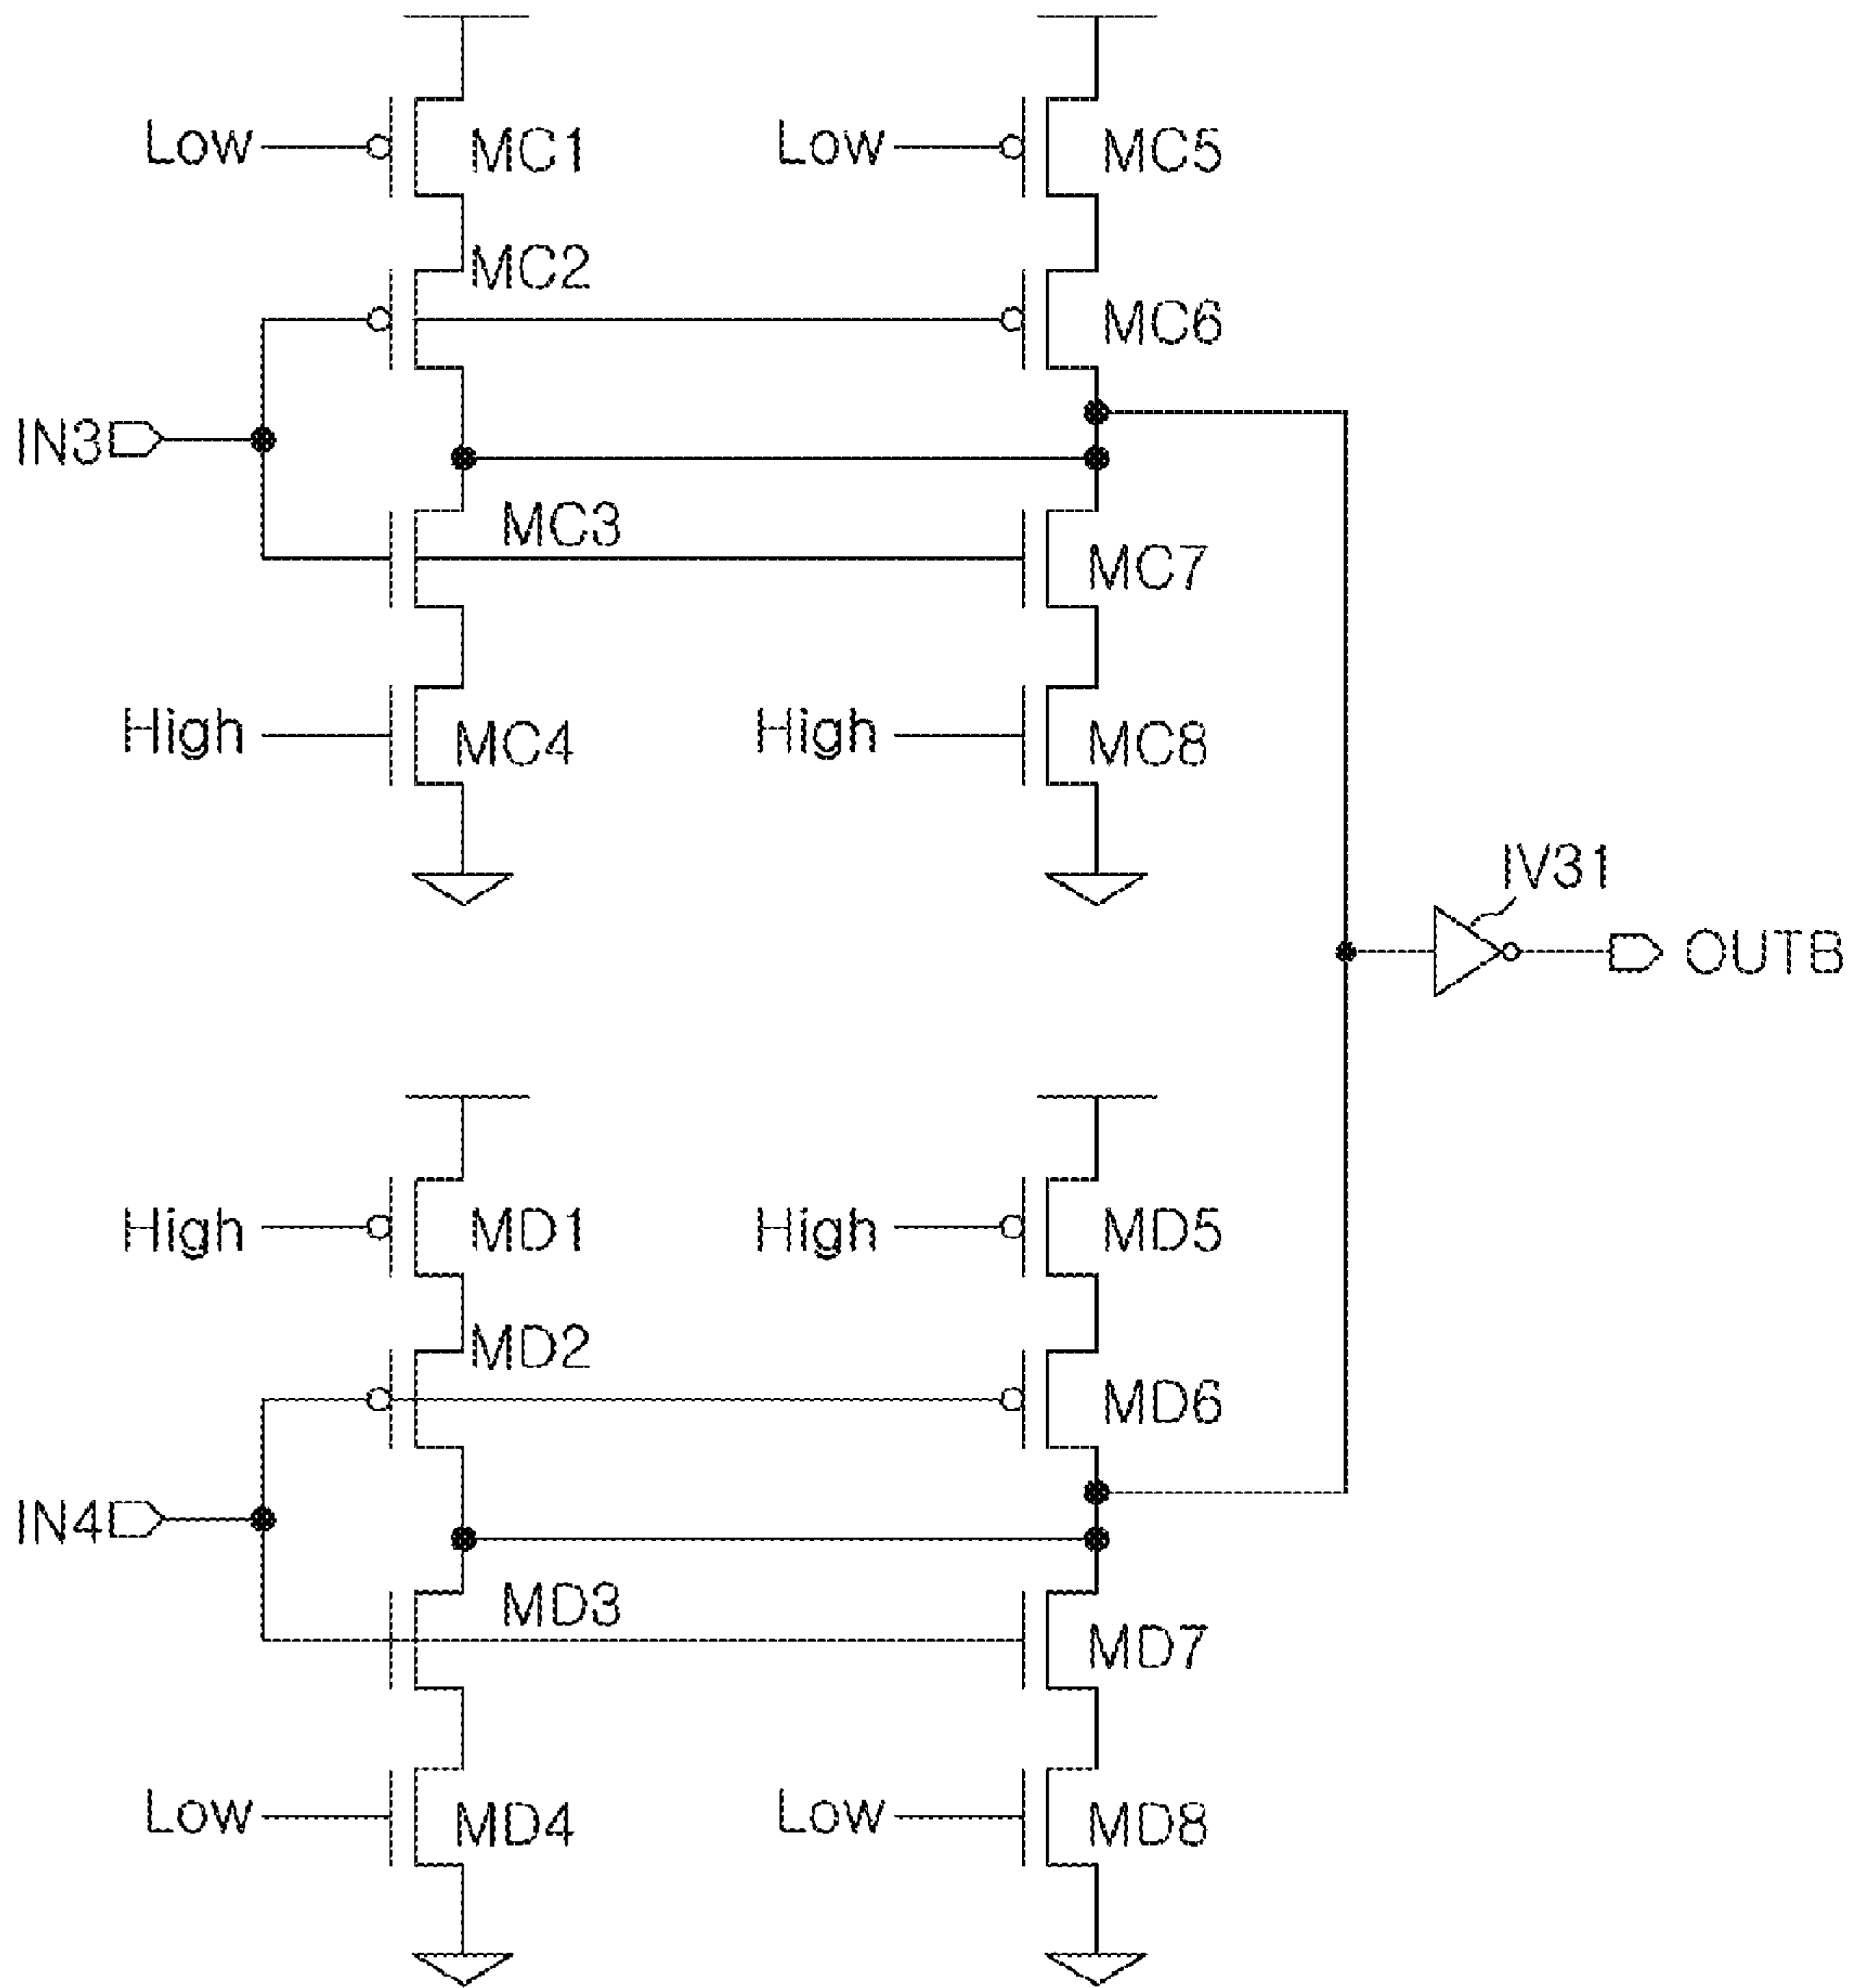 Low
MC1
Low
MC5
MC2
MC6
IN3
MC3
MC7
High
MC4
High
MC8
IV31
OUTB
High
MD1
High
MD5
MD2
MD6
IN4
MD3
MD7
Low
MD4
Low
MD8